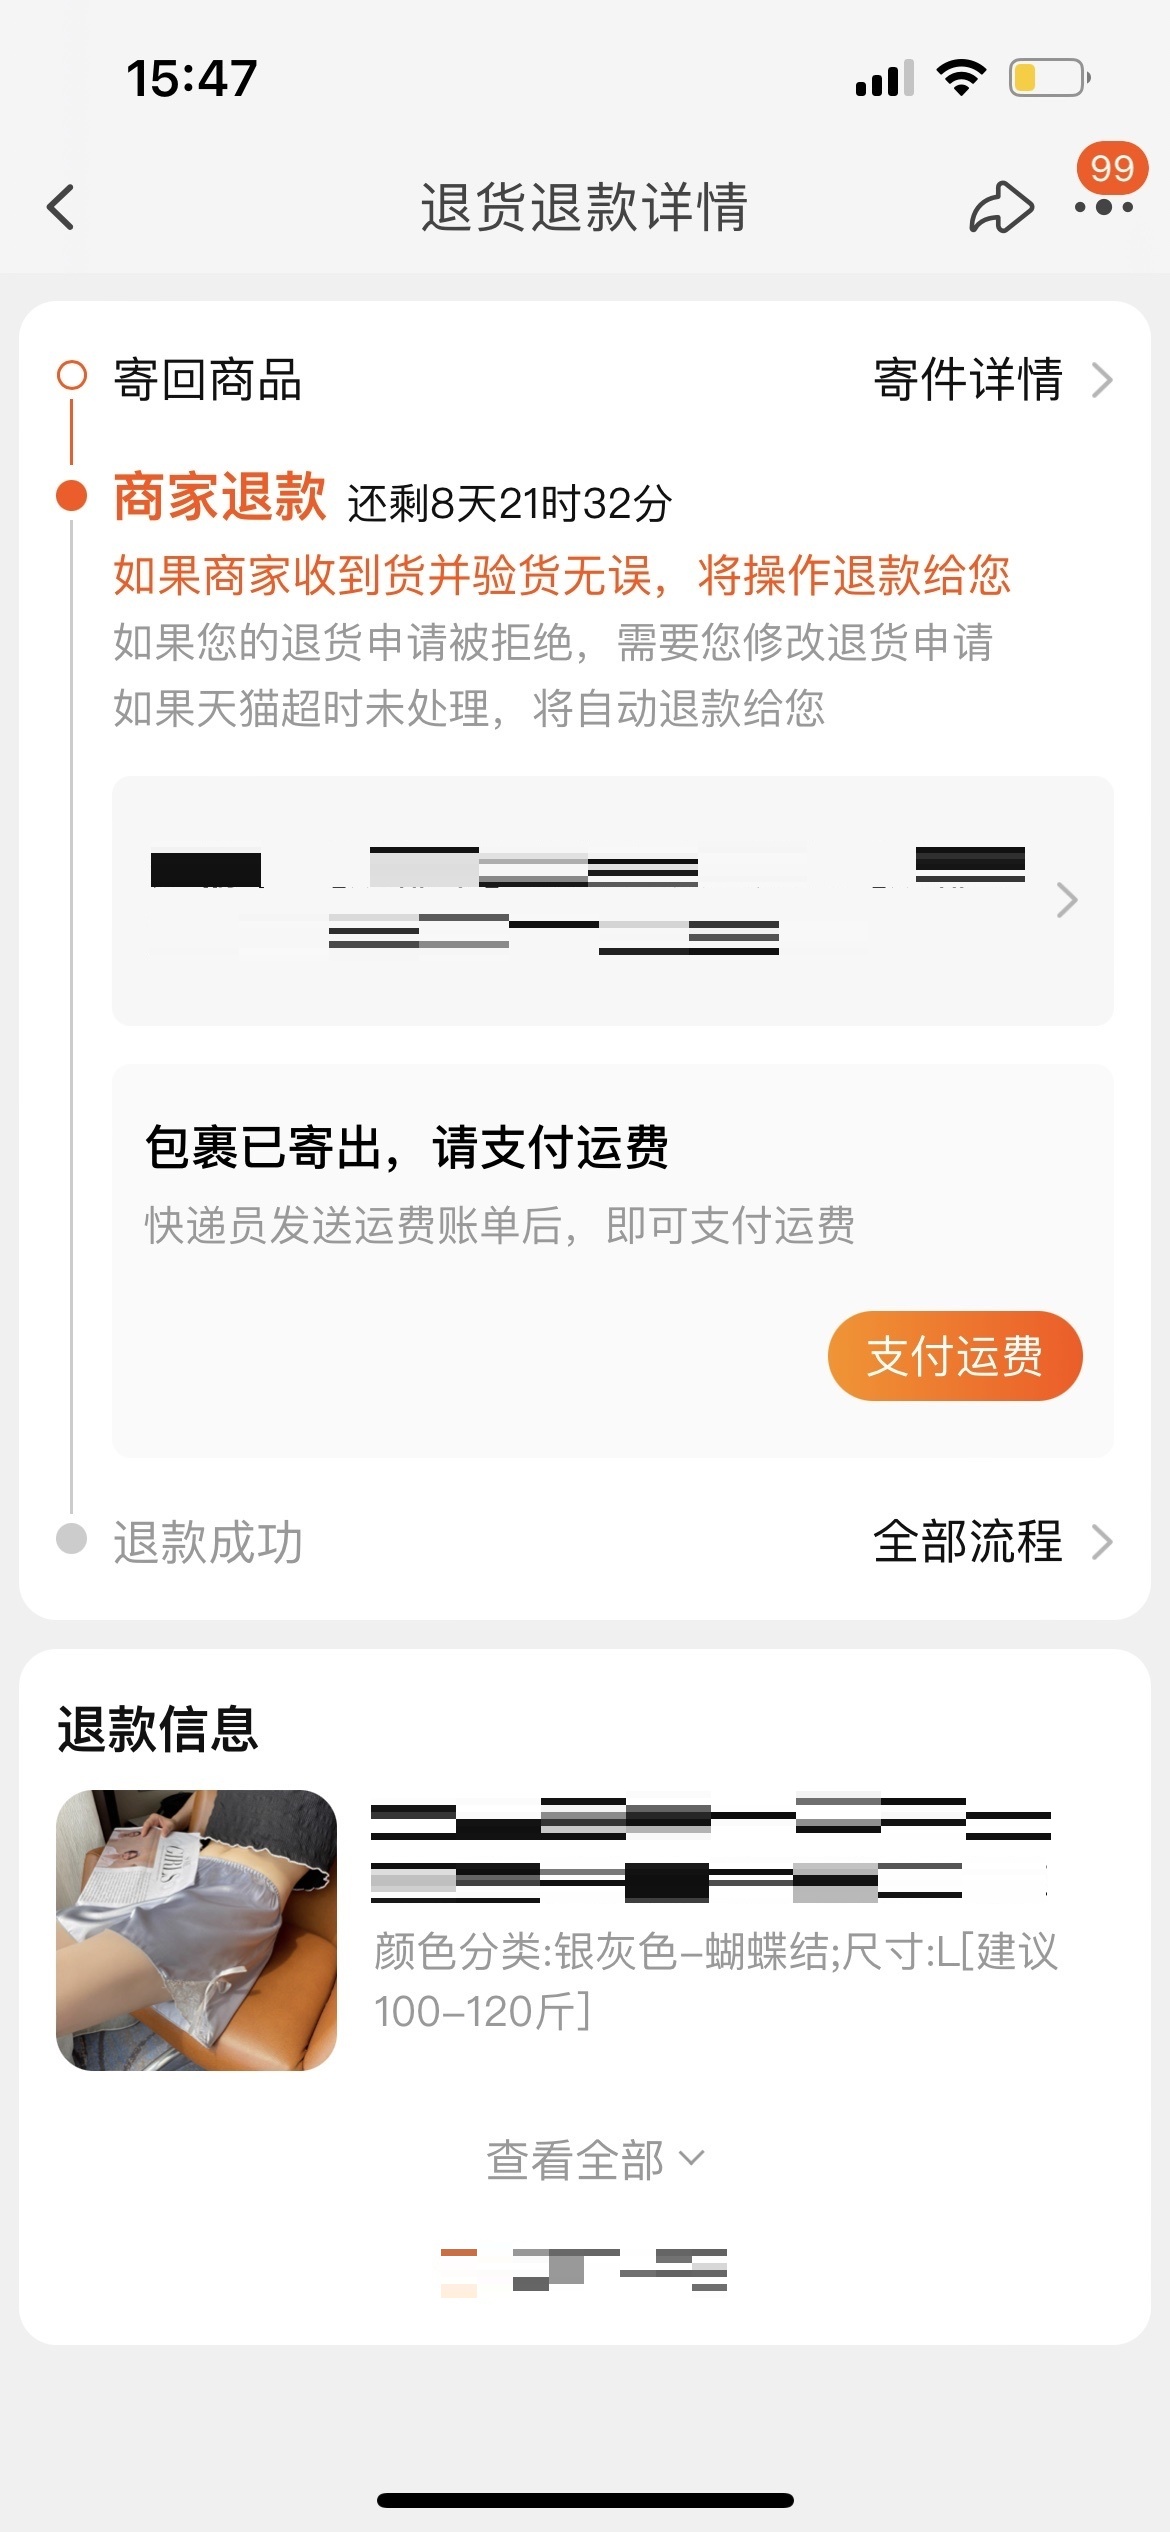 15:47
99
退货退款详情
寄回商品 寄件详情
商家退款 还剩8天21时32分
如果商家收到货并验货无误，将操作退款给您
如果您的退货申请被拒绝，需要您修改退货申请
如果天猫超时未处理，将自动退款给您
包裹已寄出，请支付运费
快递员发送运费账单后，即可支付运费
支付运费
退款成功 全部流程
退款信息
GIRLS
颜色分类:银灰色-蝴蝶结;尺寸:L[建议
100-120斤]
查看全部